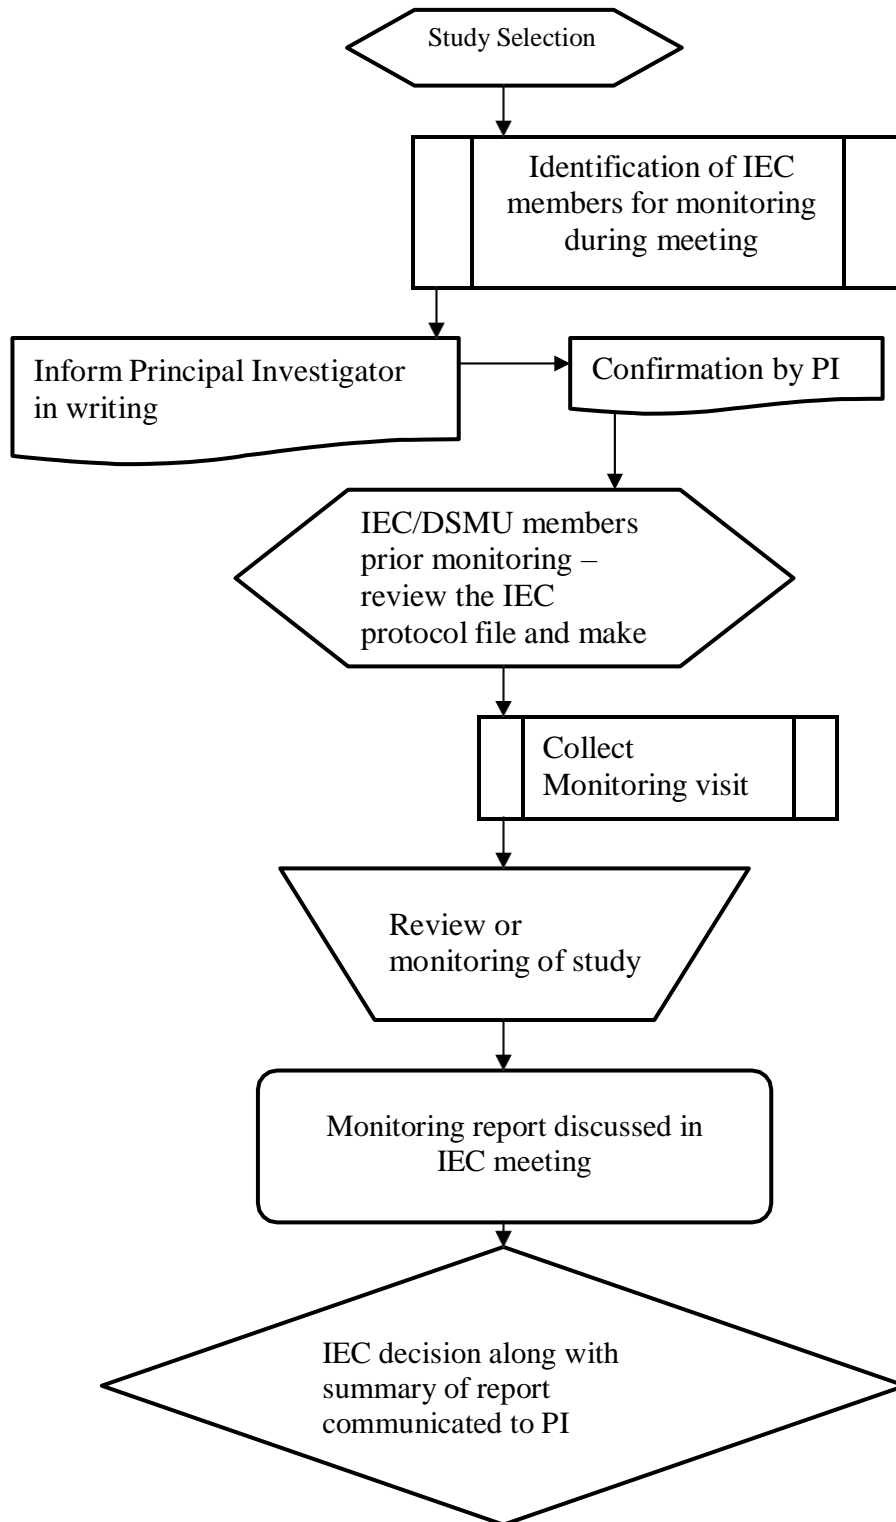 Study Selection
Identification of IEC
members for monitoring
during meeting
Inform Principal Investigator
in writing
Confirmation by PI
IEC/DSMU members
prior monitoring –
review the IEC
protocol file and make
Collect
Monitoring visit
Review or
monitoring of study
Monitoring report discussed in
IEC meeting
IEC decision along with
summary of report
communicated to PI